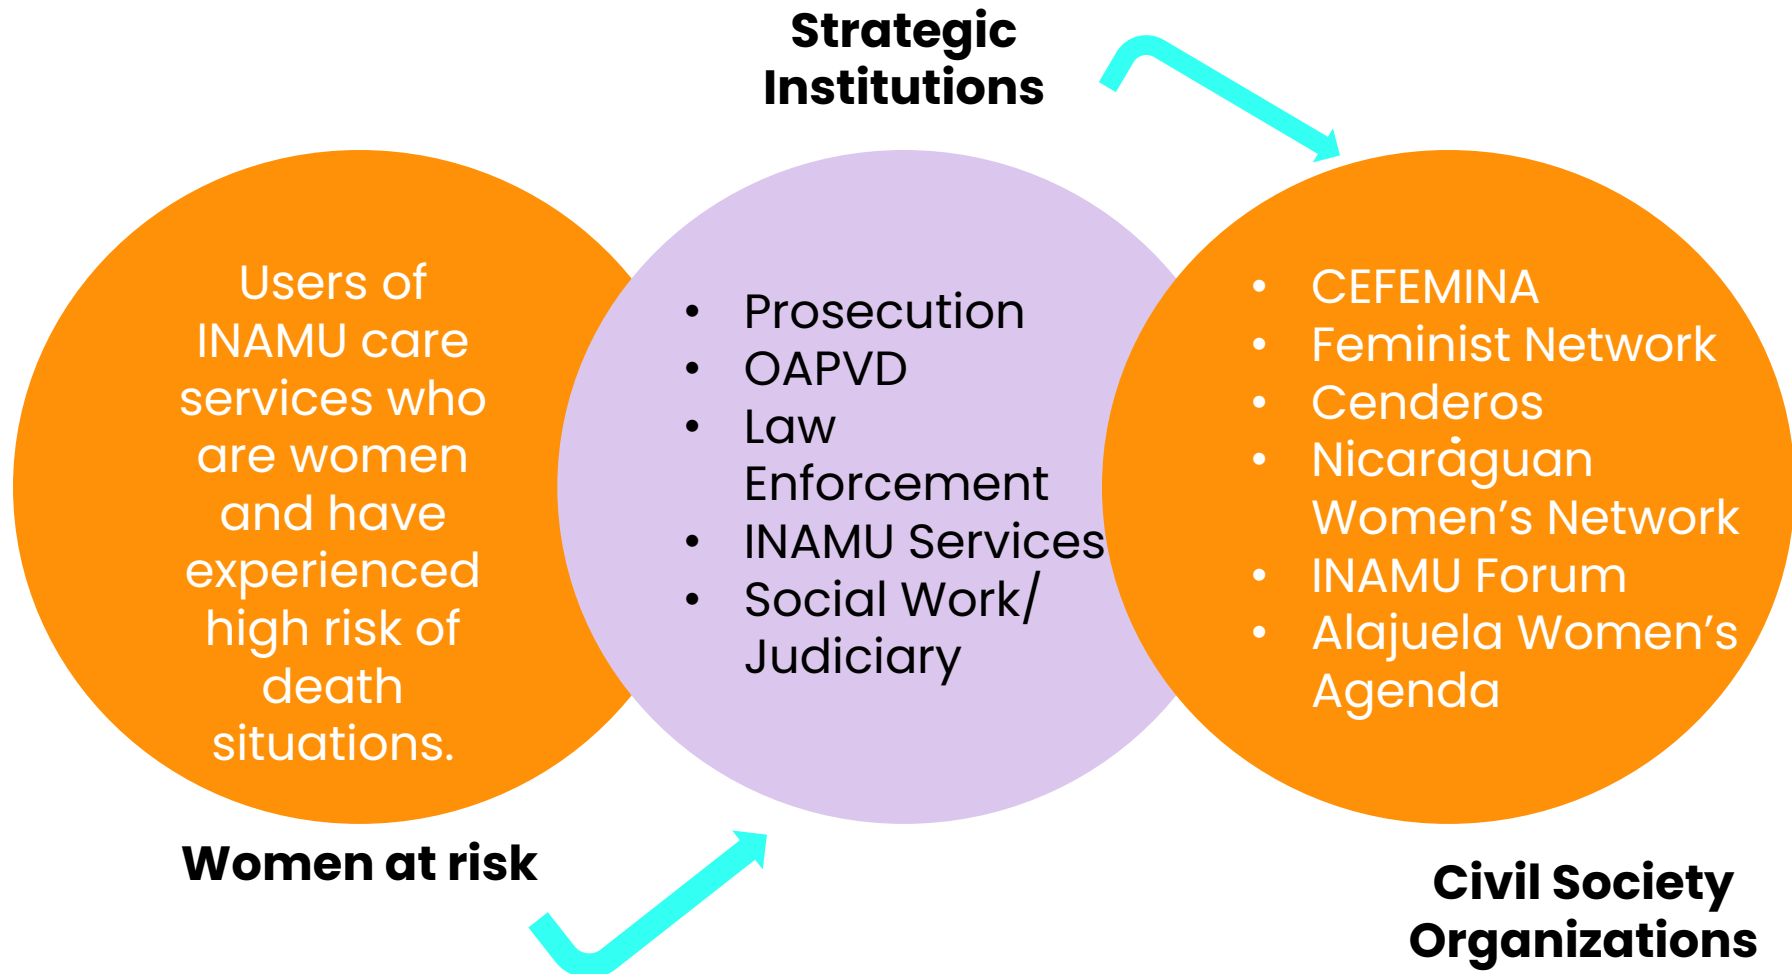 Strategic
Institutions
Users of
INAMU care
services who
are women
and have
experienced
high risk of
death
situations.
Women at risk
• Prosecution
• OAPVD
• Law
Enforcement
• INAMU Services
• Social Work/
Judiciary
• CEFEMINA
• Feminist Network
• Cenderos
• Nicaraguan
Women’s Network
• INAMU Forum
• Alajuela Women’s
Agenda
Civil Society
Organizations